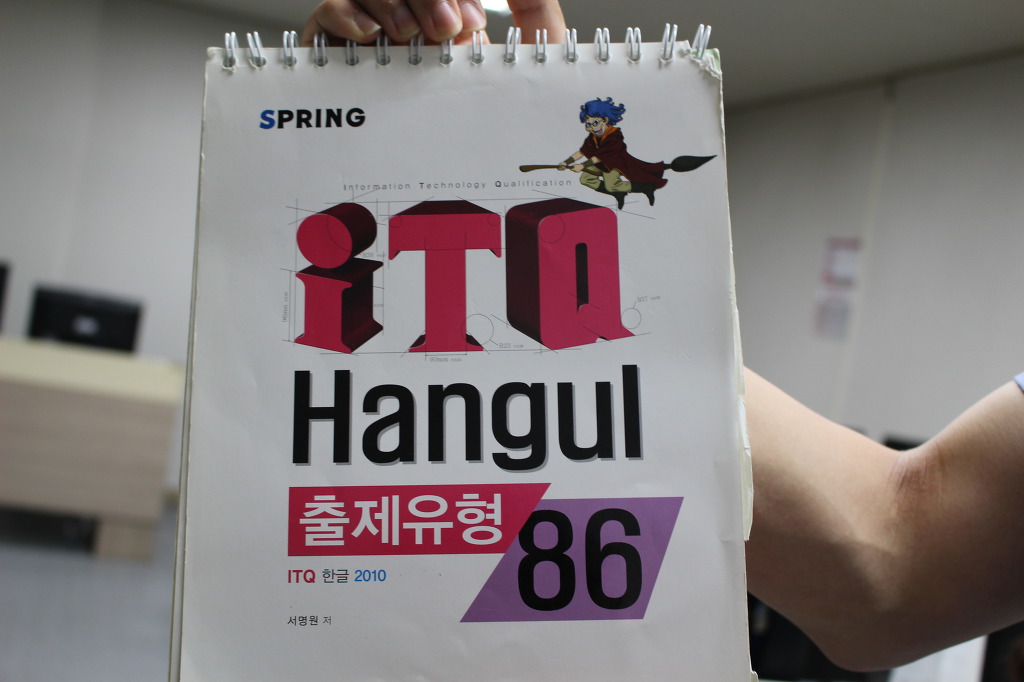 SPRING
Information Technology Qualification
iTQ
Hangul
출제유형
86
ITQ 한글 2010
서명원 저